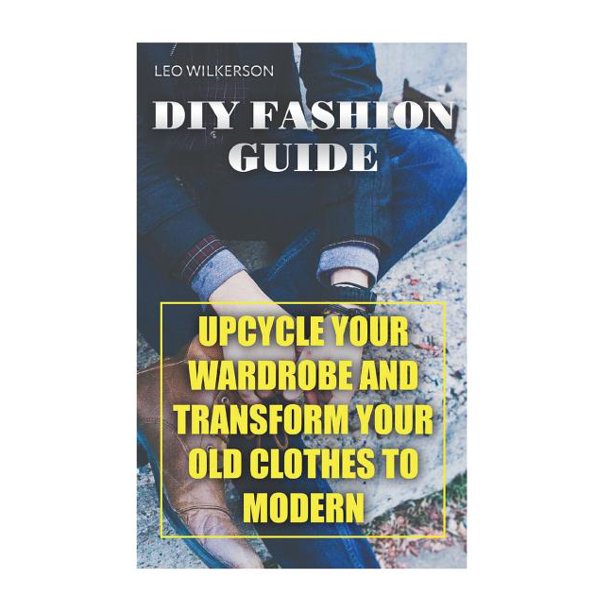 LEO WILKERSON
DIY FASHION
GUIDE
UPCYCLE YOUR
WARDROBE AND
TRANSFORM YOUR
OLD CLOTHES TO
MODERN